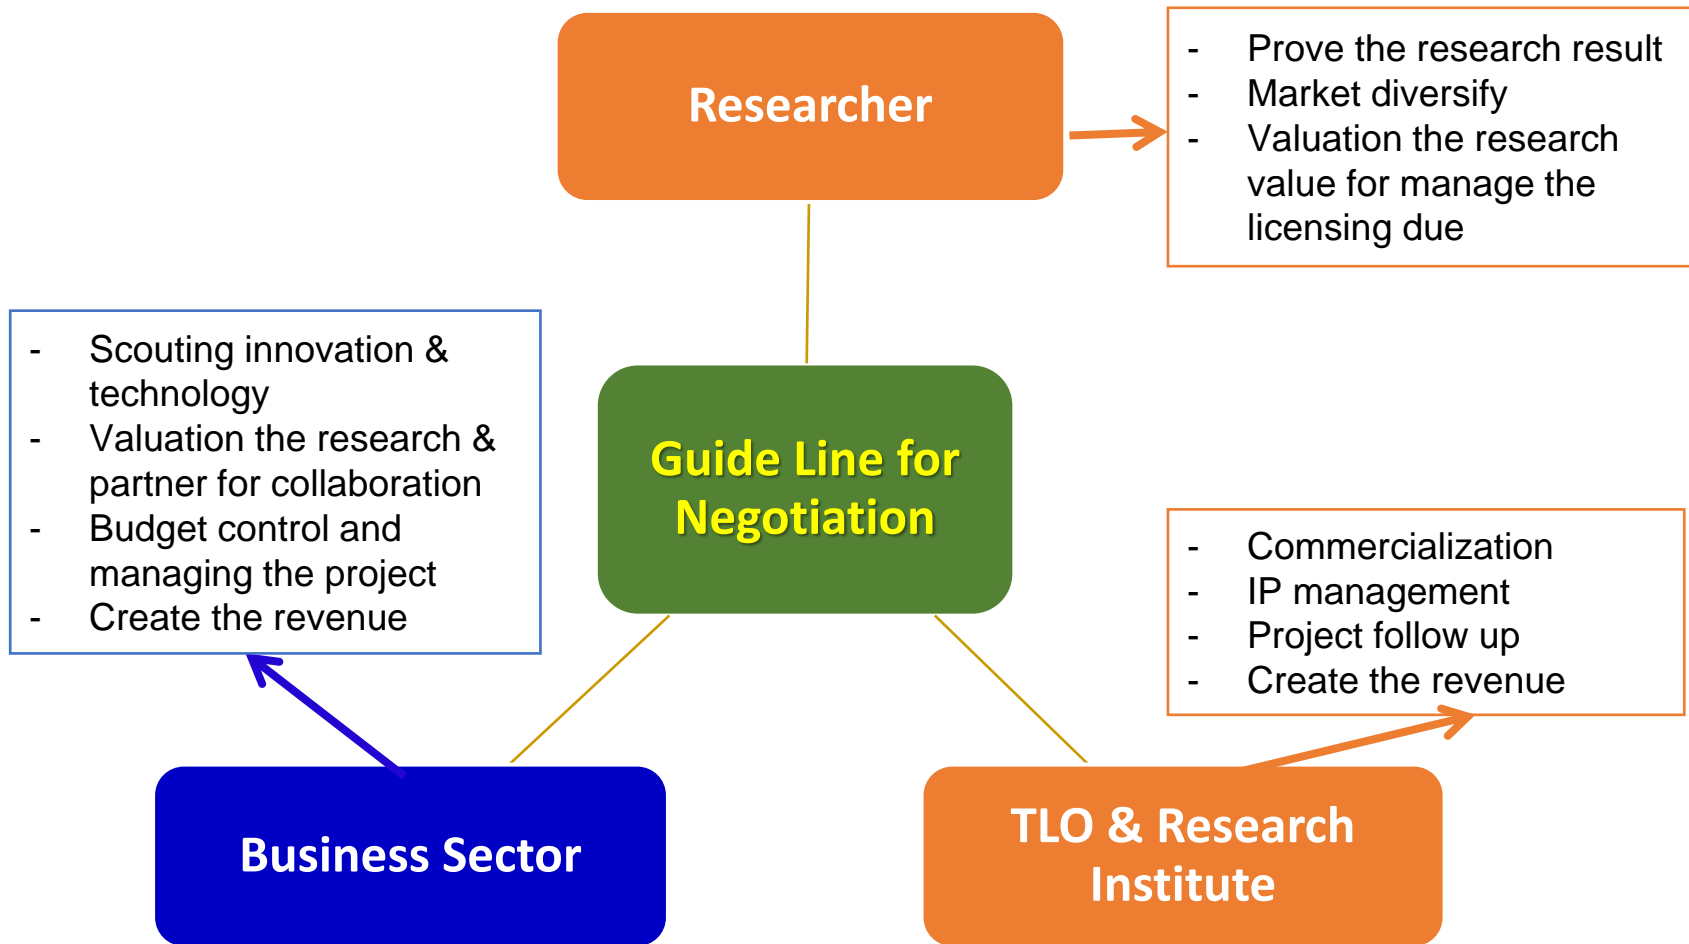 Researcher
- Prove the research result
- Market diversify
- Valuation the research
value for manage the
licensing due
- Scouting innovation &
technology
- Valuation the research &
partner for collaboration
- Budget control and
managing the project
- Create the revenue
Guide Line for
Negotiation
- Commercialization
- IP management
- Project follow up
- Create the revenue
Business Sector
TLO & Research
Institute